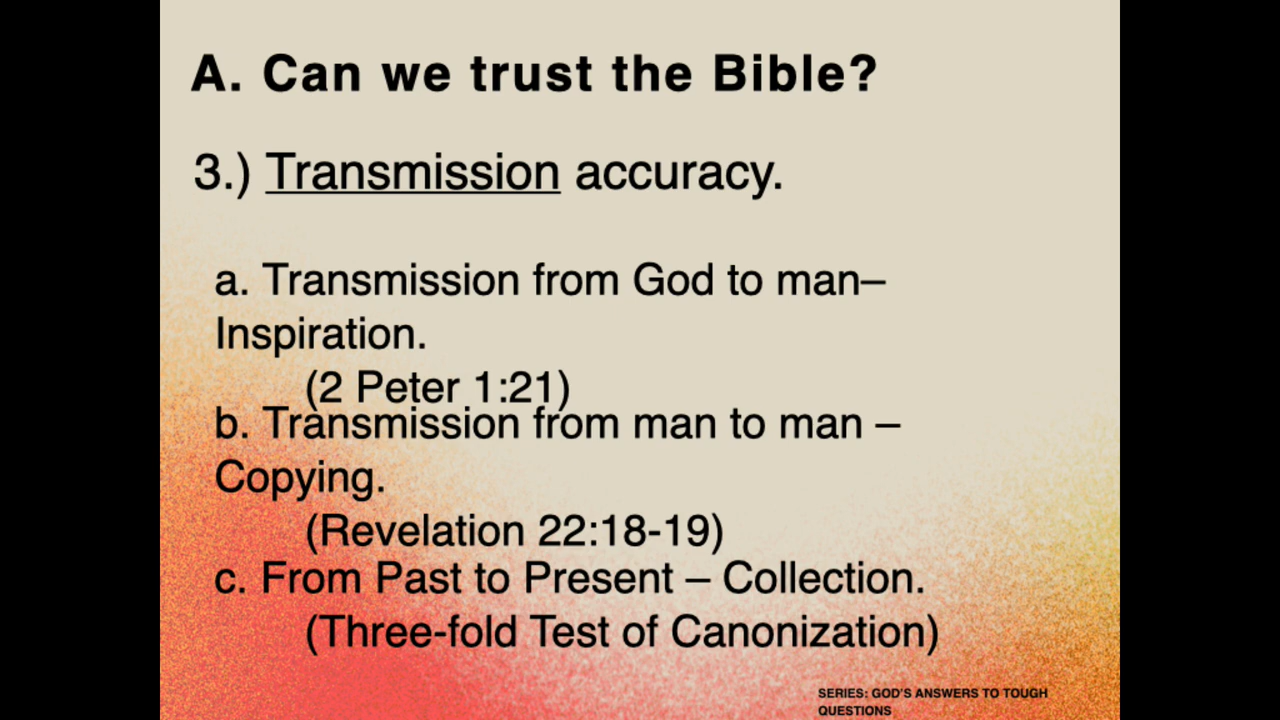 A. Can we trust the Bible?
3.) Transmission accuracy.
a. Transmission from God to man–
Inspiration.
(2 Peter 1:21)
b. Transmission from man to man –
Copying.
(Revelation 22:18-19)
c. From Past to Present – Collection.
(Three-fold Test of Canonization)
SERIES: GOD'S ANSWERS TO TOUGH
QUESTIONS